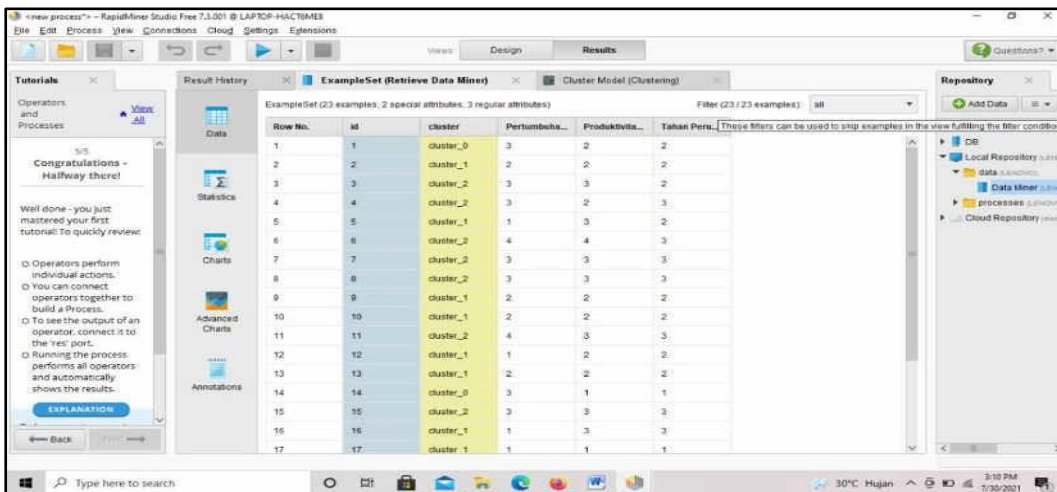 <new process*> – RapidMiner Studio Free 7.3.001 @ LAPTOP-HACT6ME8
File Edit Process View Connections Cloud Settings Extensions
Views: Design Results Questions?
Tutorials
Operators and Processes
View All
5/5
Congratulations - Halfway there!
Well done - you just
mastered your first
tutorial! To quickly review:
Operators perform
individual actions.
You can connect
operators together to
build a Process.
To see the output of an
operator, connect it to
the 'res' port.
Running the process
performs all operators
and automatically
shows the results.
EXPLANATION
Back
Result History ExampleSet (Retrieve Data Miner) Cluster Model (Clustering)
Data
Statistics
Charts
Advanced
Charts
Annotations
ExampleSet (23 examples, 2 special attributes, 3 regular attributes) Filter (23 / 23 examples): all
Row No. id cluster Pertumbuha... Produktivita... Tahan Peru...
These filters can be used to skip examples in the view fulfilling the filter conditio
1 1 cluster_0 3 2 2
2 2 cluster_1 2 2 2
3 3 cluster_2 3 3 2
4 4 cluster_2 3 2 3
5 5 cluster_1 1 3 2
6 6 cluster_2 4 4 3
7 7 cluster_2 3 3 3
8 8 cluster_2 3 3 3
9 9 cluster_1 2 2 2
10 10 cluster_1 2 2 2
11 11 cluster_2 4 3 3
12 12 cluster_1 1 2 2
13 13 cluster_1 2 2 2
14 14 cluster_0 3 1 1
15 15 cluster_2 3 3 3
16 16 cluster_1 1 3 3
17 17 cluster_1 1 1 1
Repository
Add Data
DB
Local Repository
data (LENOVO)
Data Miner
processes
Cloud Repository
Type here to search
30°C Hujan
3:10 PM
7/30/2021